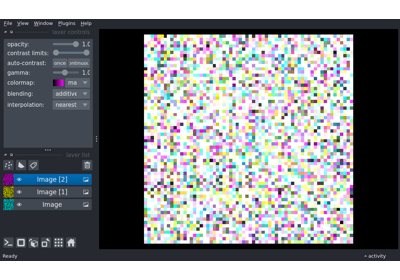 File View Window Plugins Help
layer controls
opacity: 1.0
contrast limits:
auto-contrast: once
gamma: 1.0
colormap: ma
blending: additive
interpolation: nearest
layer list
Image [2]
Image [1]
Image
Ready
activity